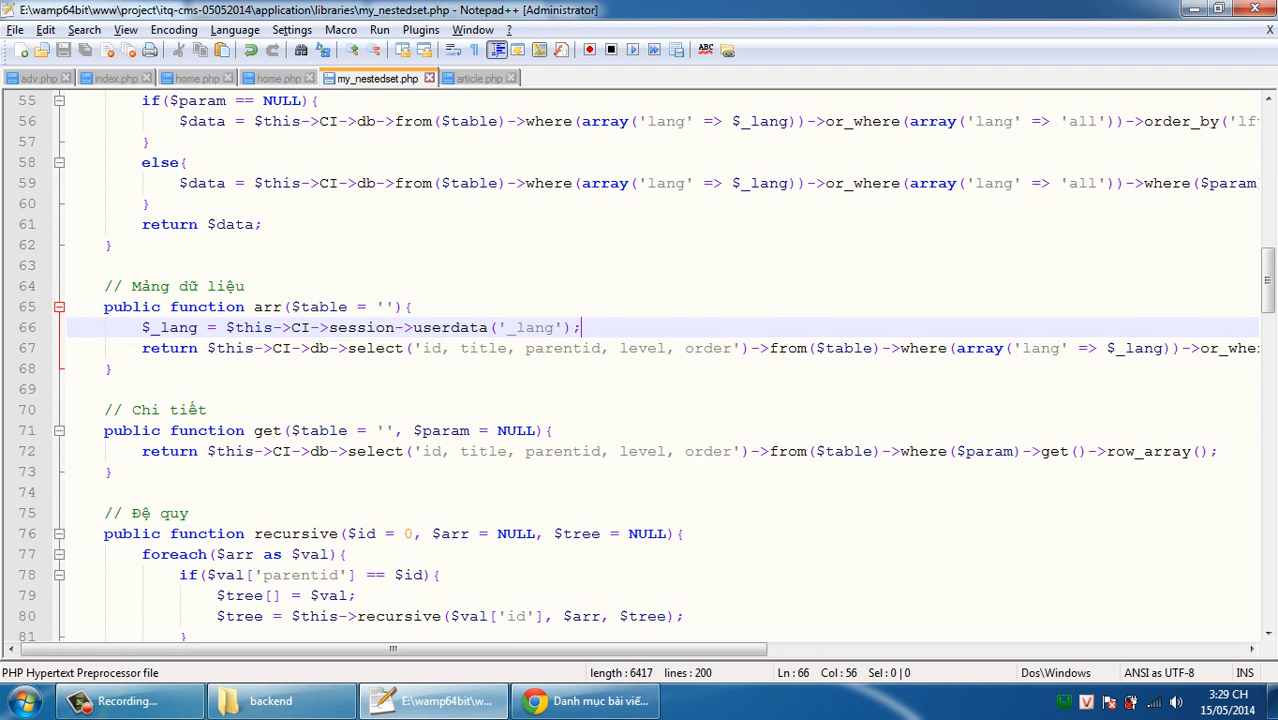 E:\wamp64bit\www\project\itq-cms-05052014\application\libraries\my_nestedset.php - Notepad++ [Administrator]
File Edit Search View Encoding Language Settings Macro Run Plugins Window ? X
adv.php index.php home.php home.php my_nestedset.php article.php
55 if($param == NULL){
56 $data = $this->CI->db->from($table)->where(array('lang' => $_lang))->or_where(array('lang' => 'all'))->order_by('lf
57 }
58 else{
59 $data = $this->CI->db->from($table)->where(array('lang' => $_lang))->or_where(array('lang' => 'all'))->where($param
60 }
61 return $data;
62 }
63
64 // Mảng dữ liệu
65 public function arr($table = ''){
66 $_lang = $this->CI->session->userdata('_lang');
67 return $this->CI->db->select('id, title, parentid, level, order')->from($table)->where(array('lang' => $_lang))->or_whe
68 }
69
70 // Chi tiết
71 public function get($table = '', $param = NULL){
72 return $this->CI->db->select('id, title, parentid, level, order')->from($table)->where($param)->get()->row_array();
73 }
74
75 // Đệ quy
76 public function recursive($id = 0, $arr = NULL, $tree = NULL){
77 foreach($arr as $val){
78 if($val['parentid'] == $id){
79 $tree[] = $val;
80 $tree = $this->recursive($val['id'], $arr, $tree);
81 }
PHP Hypertext Preprocessor file length : 6417 lines : 200 Ln : 66 Col : 56 Sel : 0 | 0 Dos\Windows ANSI as UTF-8 INS
Recording... backend E:\wamp64bit\w... Danh mục bài viế... 3:29 CH
15/05/2014